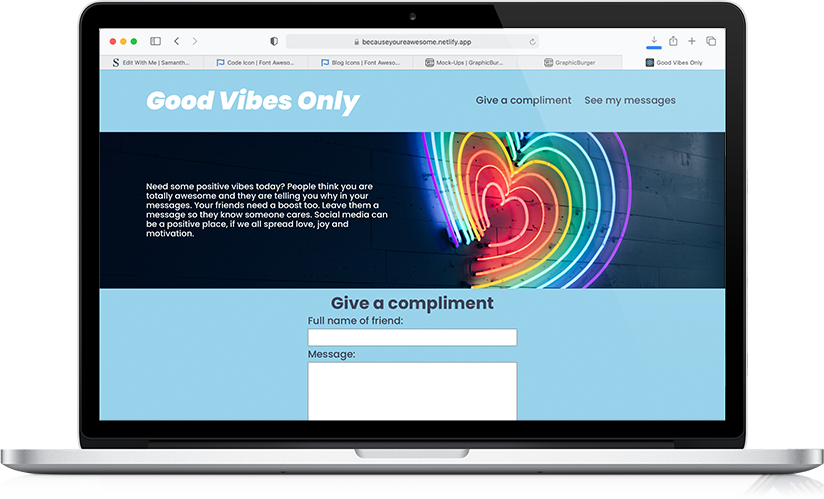 becauseyoureawesome.netlify.app
S Edit With Me | Samanth...
Code Icon | Font Aweso...
Blog Icons | Font Aweso...
Mock-Ups | GraphicBur...
GraphicBurger
Good Vibes Only
Good Vibes Only
Give a compliment See my messages
Need some positive vibes today? People think you are
totally awesome and they are telling you why in your
messages. Your friends need a boost too. Leave them a
message so they know someone cares. Social media can
be a positive place, if we all spread love, joy and
motivation.
Give a compliment
Full name of friend:
Message: